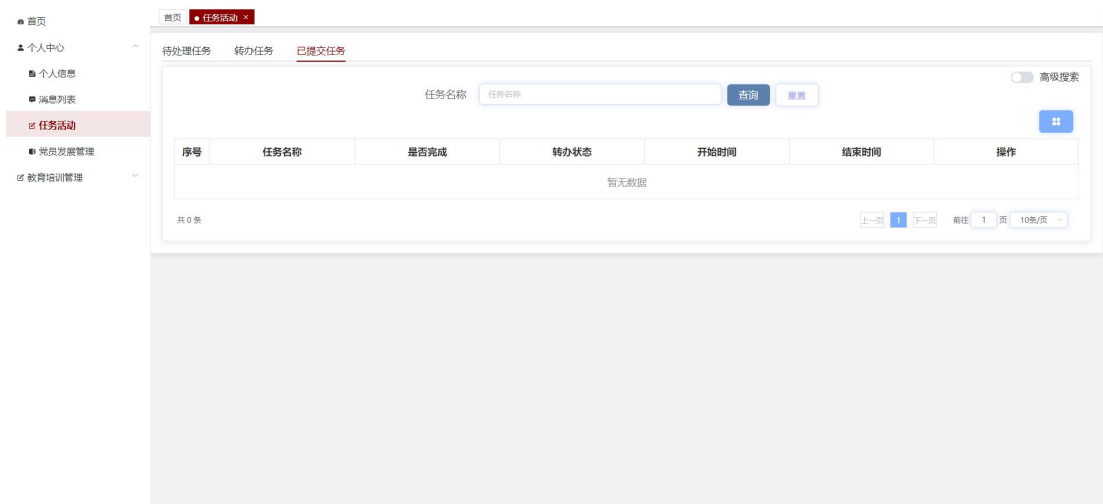 首页
个人中心
个人信息
消息列表
任务活动
党员发展管理
教育培训管理
首页 任务活动 ×
待处理任务 转办任务 已提交任务
高级搜索
任务名称 任务名称 查询 重置
序号 任务名称 是否完成 转办状态 开始时间 结束时间 操作
暂无数据
共 0 条 上一页 1 下一页 前往 1 页 10条/页